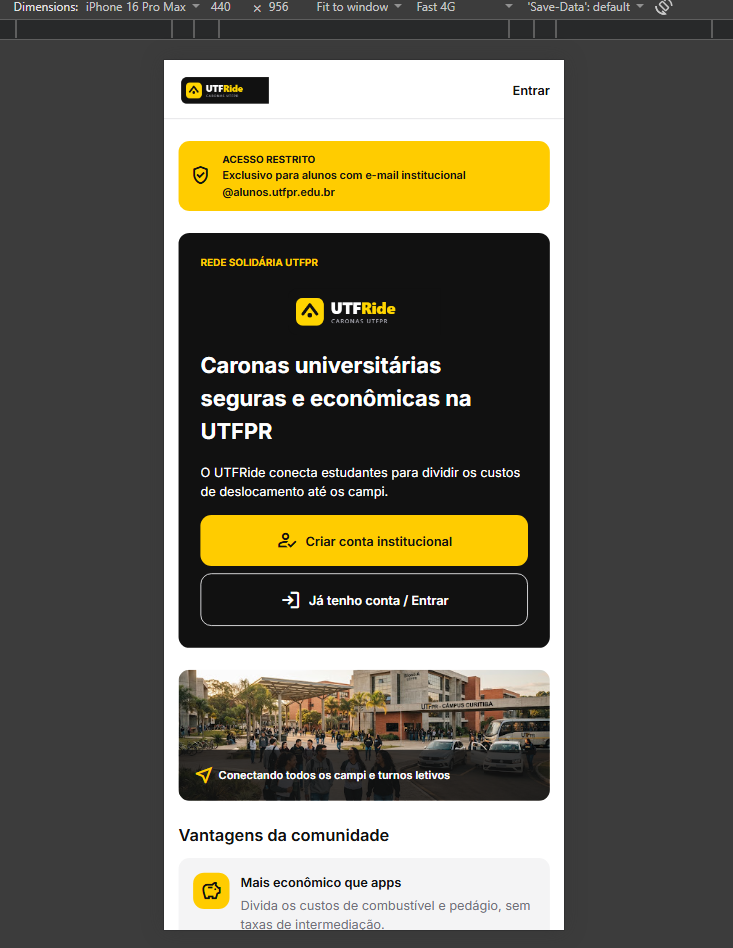 Dimensions: iPhone 16 Pro Max 440 × 956 Fit to window Fast 4G 'Save-Data': default
UTFRide
CARONAS UTFPR
Entrar
ACESSO RESTRITO
Exclusivo para alunos com e-mail institucional
@alunos.utfpr.edu.br
REDE SOLIDÁRIA UTFPR
UTFRide
CARONAS UTFPR
Caronas universitárias
seguras e econômicas na
UTFPR
O UTFRide conecta estudantes para dividir os custos
de deslocamento até os campi.
Criar conta institucional
Já tenho conta / Entrar
UTFPR - CÂMPUS CURITIBA
Conectando todos os campi e turnos letivos
Vantagens da comunidade
Mais econômico que apps
Divida os custos de combustível e pedágio, sem
taxas de intermediação.